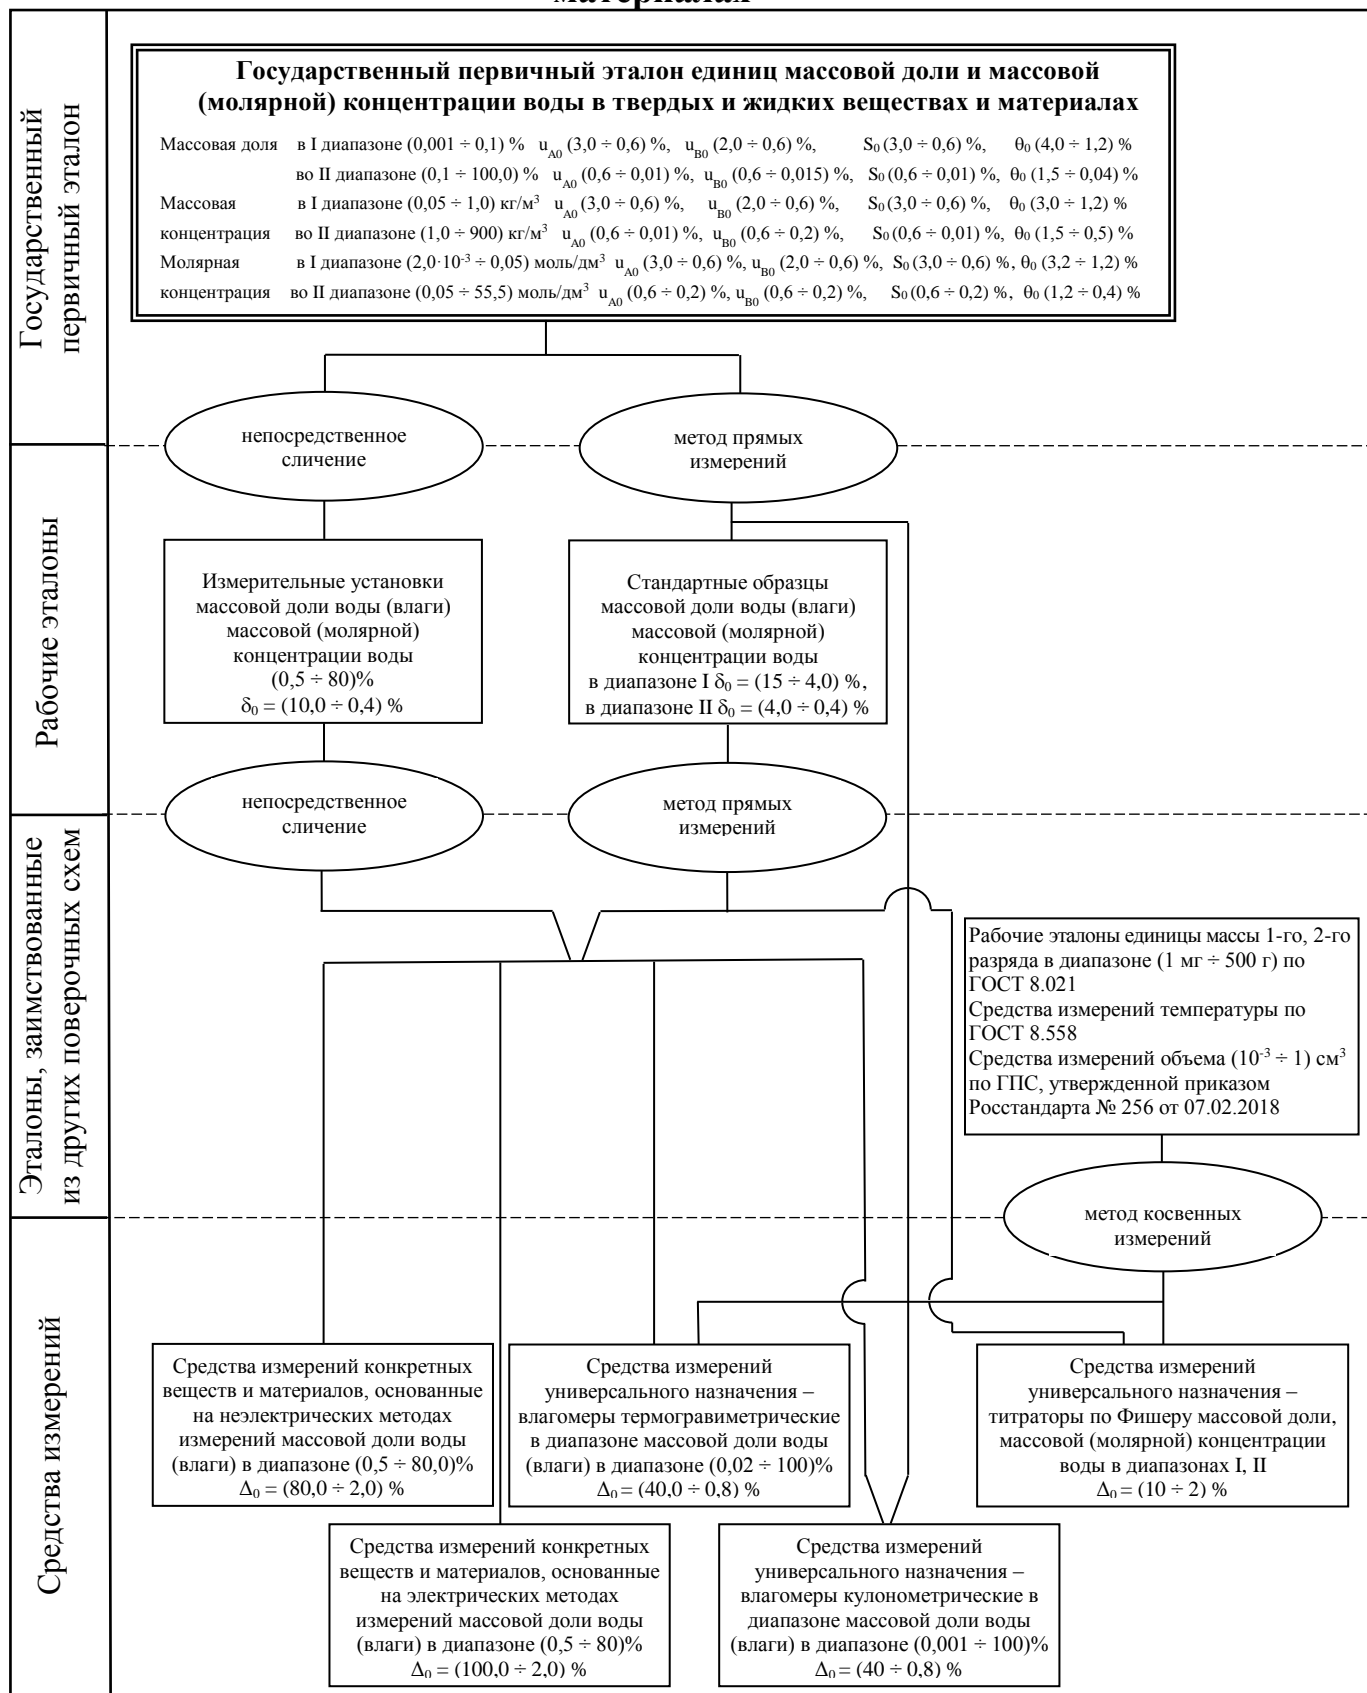 материалах
Государственный первичный эталон
Государственный первичный эталон единиц массовой доли и массовой
(молярной) концентрации воды в твердых и жидких веществах и материалах
Массовая доля в I диапазоне (0,001 ÷ 0,1) % u_A0 (3,0 ÷ 0,6) %, u_B0 (2,0 ÷ 0,6) %, S₀ (3,0 ÷ 0,6) %, θ₀ (4,0 ÷ 1,2) %
во II диапазоне (0,1 ÷ 100,0) % u_A0 (0,6 ÷ 0,01) %, u_B0 (0,6 ÷ 0,015) %, S₀ (0,6 ÷ 0,01) %, θ₀ (1,5 ÷ 0,04) %
Массовая в I диапазоне (0,05 ÷ 1,0) кг/м³ u_A0 (3,0 ÷ 0,6) %, u_B0 (2,0 ÷ 0,6) %, S₀ (3,0 ÷ 0,6) %, θ₀ (3,0 ÷ 1,2) %
концентрация во II диапазоне (1,0 ÷ 900) кг/м³ u_A0 (0,6 ÷ 0,01) %, u_B0 (0,6 ÷ 0,2) %, S₀ (0,6 ÷ 0,01) %, θ₀ (1,5 ÷ 0,5) %
Молярная в I диапазоне (2,0·10⁻³ ÷ 0,05) моль/дм³ u_A0 (3,0 ÷ 0,6) %, u_B0 (2,0 ÷ 0,6) %, S₀ (3,0 ÷ 0,6) %, θ₀ (3,2 ÷ 1,2) %
концентрация во II диапазоне (0,05 ÷ 55,5) моль/дм³ u_A0 (0,6 ÷ 0,2) %, u_B0 (0,6 ÷ 0,2) %, S₀ (0,6 ÷ 0,2) %, θ₀ (1,2 ÷ 0,4) %
непосредственное
сличение
метод прямых
измерений
Рабочие эталоны
Измерительные установки
массовой доли воды (влаги)
массовой (молярной)
концентрации воды
(0,5 ÷ 80)%
δ₀ = (10,0 ÷ 0,4) %
Стандартные образцы
массовой доли воды (влаги)
массовой (молярной)
концентрации воды
в диапазоне I δ₀ = (15 ÷ 4,0) %,
в диапазоне II δ₀ = (4,0 ÷ 0,4) %
непосредственное
сличение
метод прямых
измерений
Эталоны, заимствованные
из других поверочных схем
Рабочие эталоны единицы массы 1-го, 2-го
разряда в диапазоне (1 мг ÷ 500 г) по
ГОСТ 8.021
Средства измерений температуры по
ГОСТ 8.558
Средства измерений объема (10⁻³ ÷ 1) см³
по ГПС, утвержденной приказом
Росстандарта № 256 от 07.02.2018
метод косвенных
измерений
Средства измерений
Средства измерений конкретных
веществ и материалов, основанные
на неэлектрических методах
измерений массовой доли воды
(влаги) в диапазоне (0,5 ÷ 80,0)%
Δ₀ = (80,0 ÷ 2,0) %
Средства измерений
универсального назначения –
влагомеры термогравиметрические
в диапазоне массовой доли воды
(влаги) в диапазоне (0,02 ÷ 100)%
Δ₀ = (40,0 ÷ 0,8) %
Средства измерений
универсального назначения –
титраторы по Фишеру массовой доли,
массовой (молярной) концентрации
воды в диапазонах I, II
Δ₀ = (10 ÷ 2) %
Средства измерений конкретных
веществ и материалов, основанные
на электрических методах
измерений массовой доли воды
(влаги) в диапазоне (0,5 ÷ 80)%
Δ₀ = (100,0 ÷ 2,0) %
Средства измерений
универсального назначения –
влагомеры кулонометрические в
диапазоне массовой доли воды
(влаги) в диапазоне (0,001 ÷ 100)%
Δ₀ = (40 ÷ 0,8) %